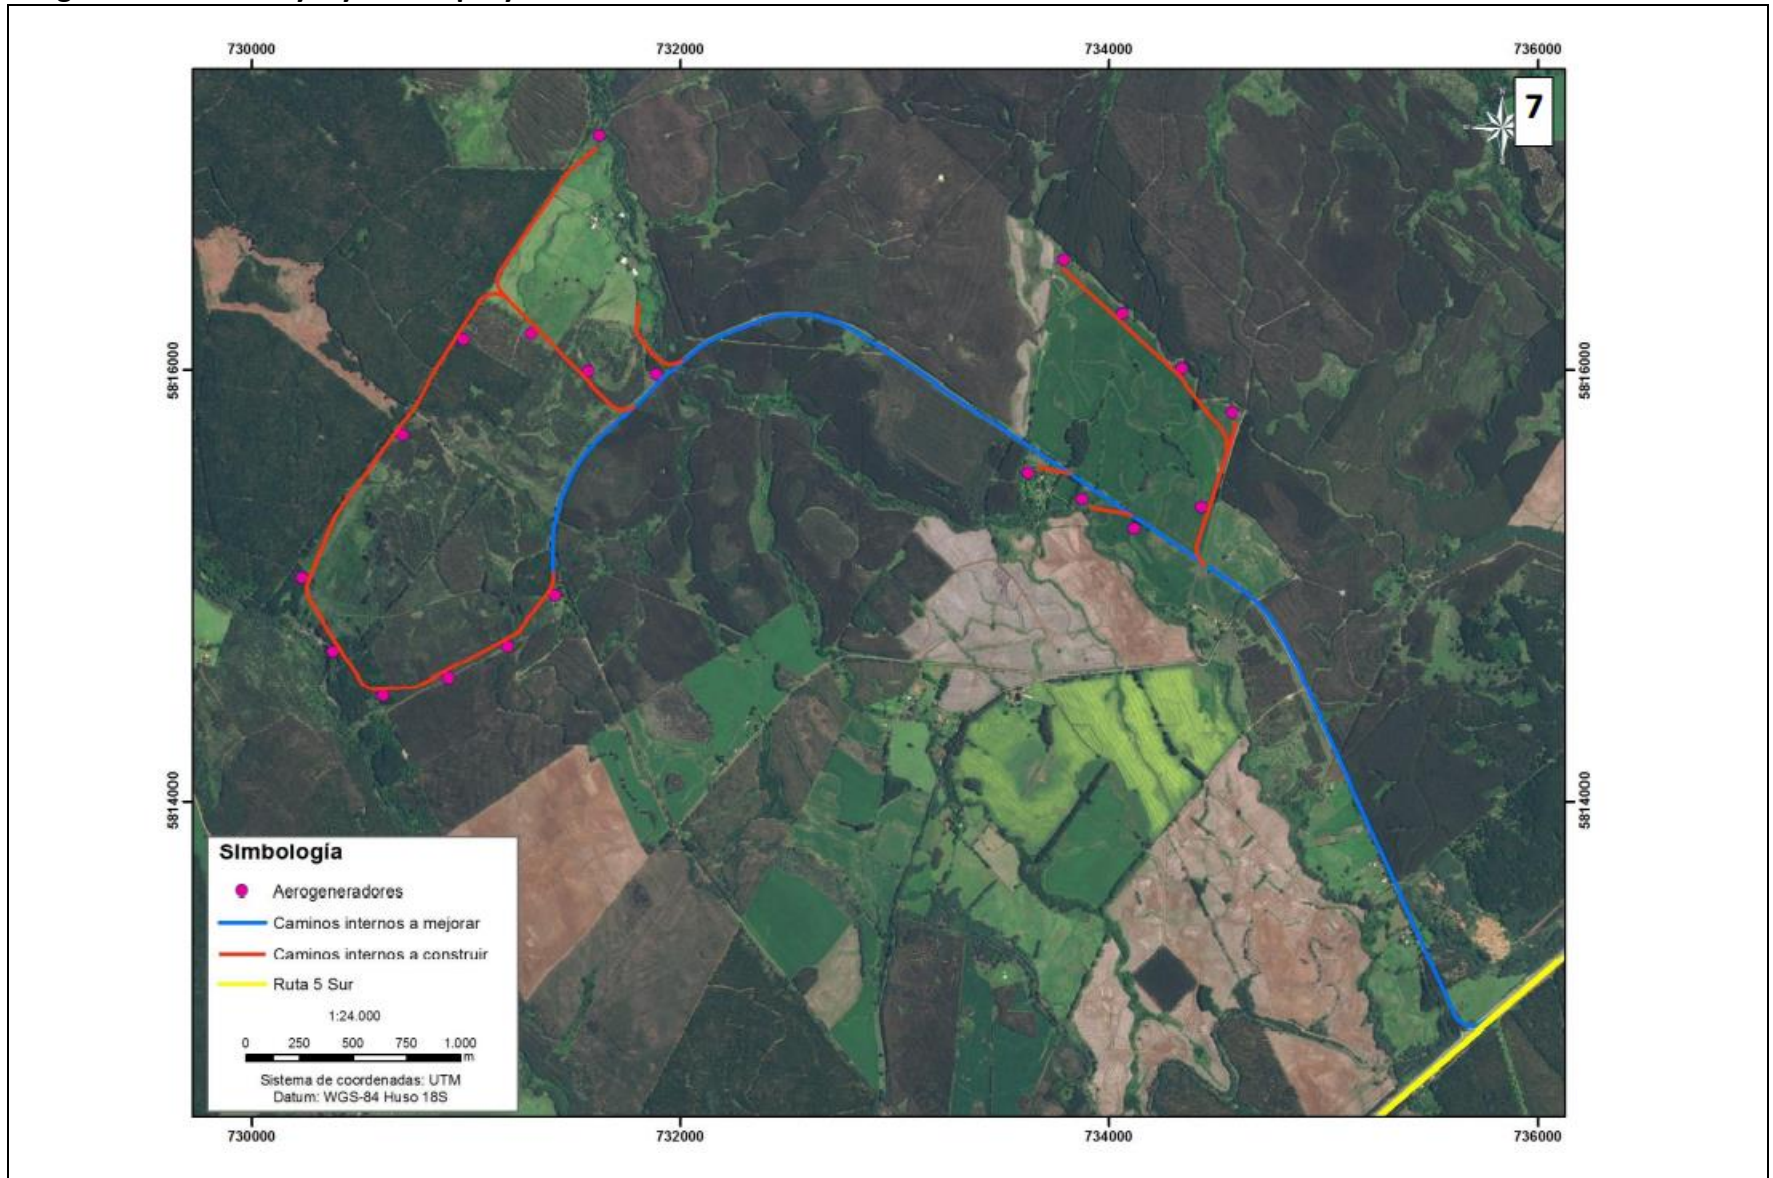 730000 732000 734000 736000
7
5816000 5816000
5814000 5814000
Simbología
Aerogeneradores
Caminos internos a mejorar
Caminos internos a construir
Ruta 5 Sur
1:24.000
0 250 500 750 1.000
m
Sistema de coordenadas: UTM
Datum: WGS-84 Huso 18S
730000 732000 734000 736000